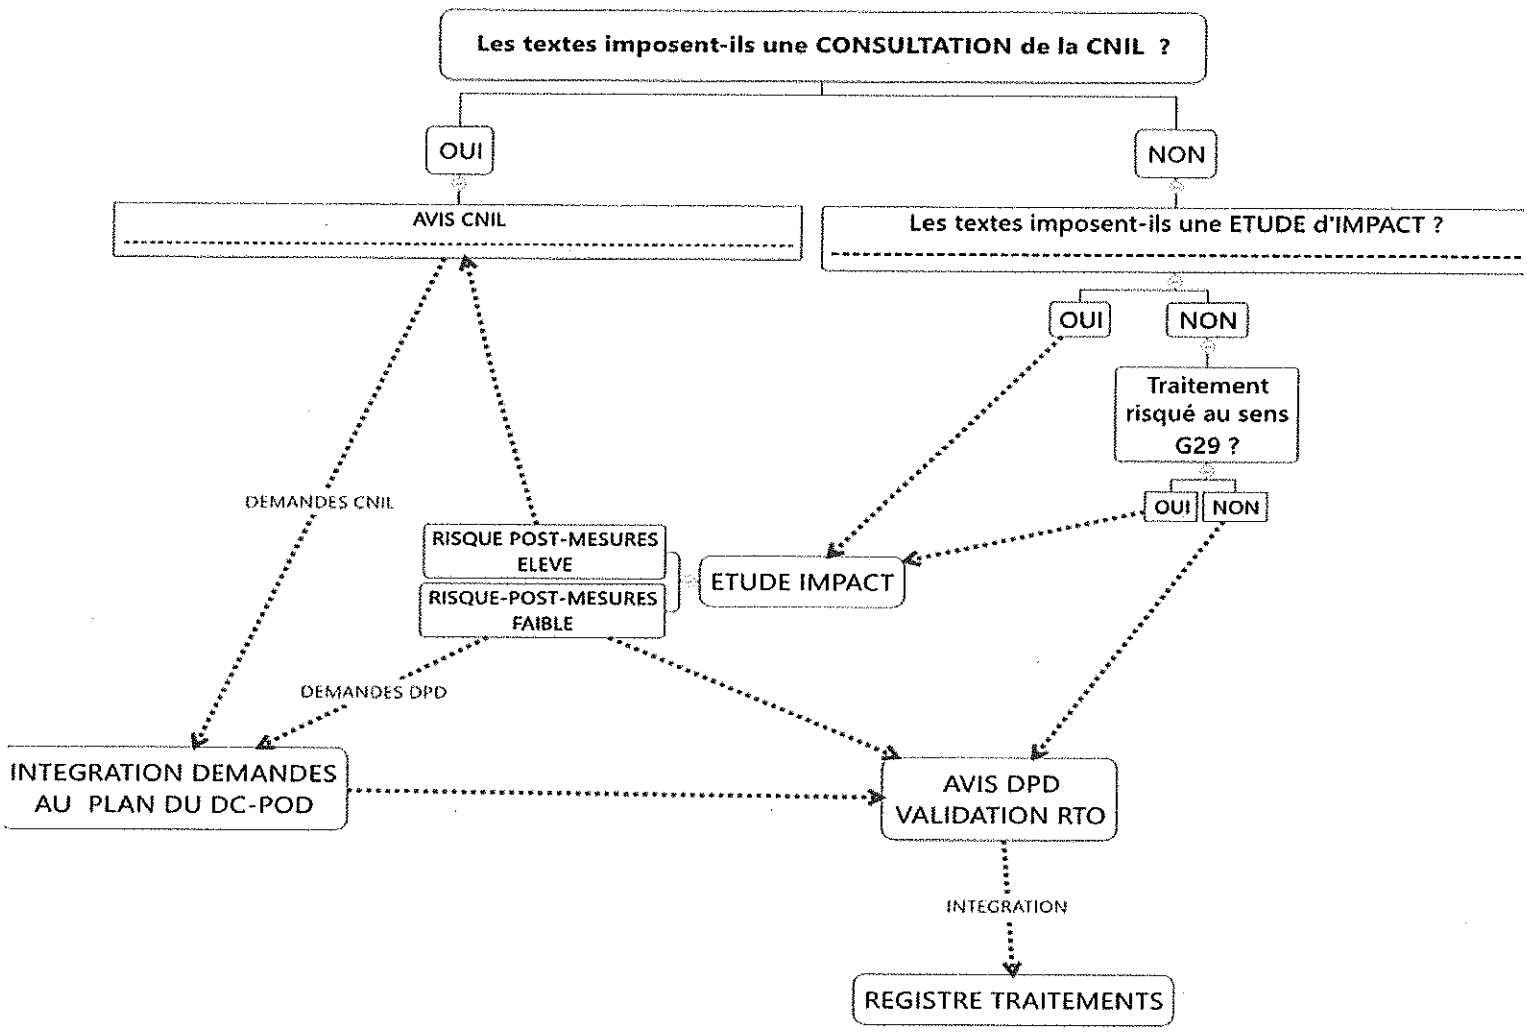 Les textes imposent-ils une CONSULTATION de la CNIL ?
OUI
NON
AVIS CNIL
Les textes imposent-ils une ETUDE d'IMPACT ?
OUI
NON
Traitement
risqué au sens
G29 ?
OUI
NON
DEMANDES CNIL
RISQUE POST-MESURES
ELEVE
ETUDE IMPACT
RISQUE-POST-MESURES
FAIBLE
DEMANDES DPD
INTEGRATION DEMANDES
AU PLAN DU DC-POD
AVIS DPD
VALIDATION RTO
INTEGRATION
REGISTRE TRAITEMENTS